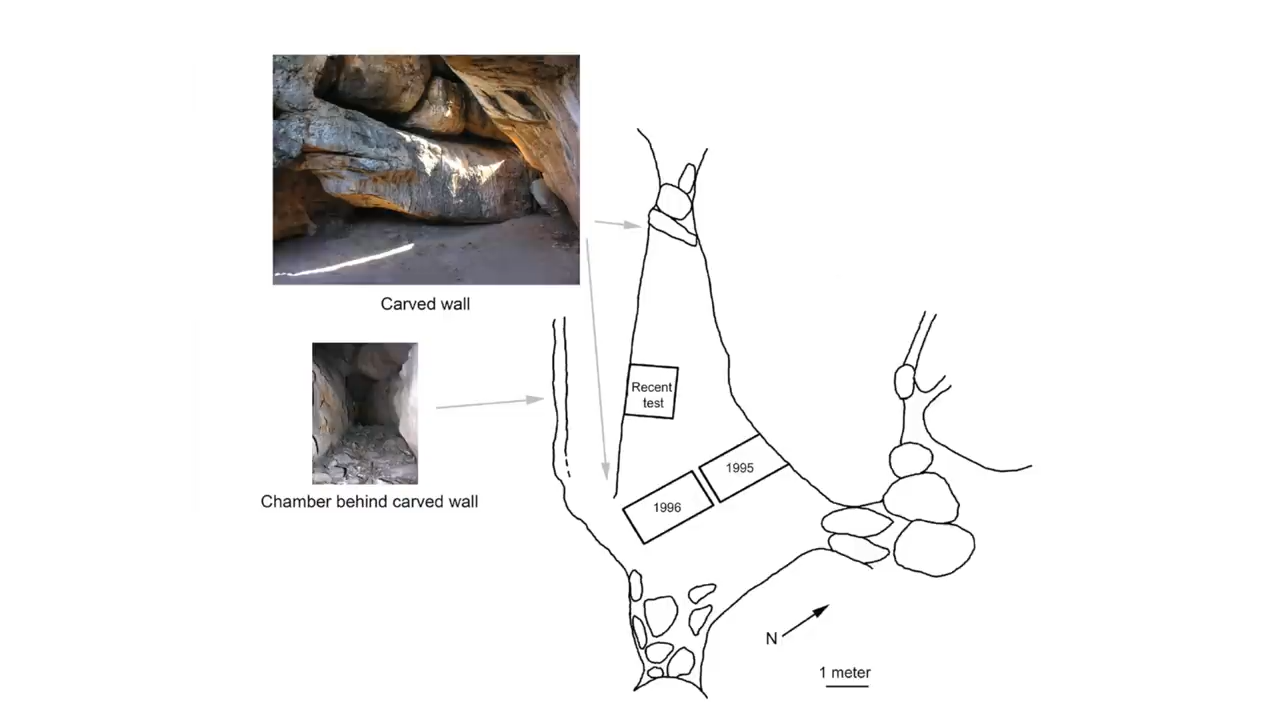 Carved wall
Chamber behind carved wall
Recent
test
1995
1996
N
1 meter